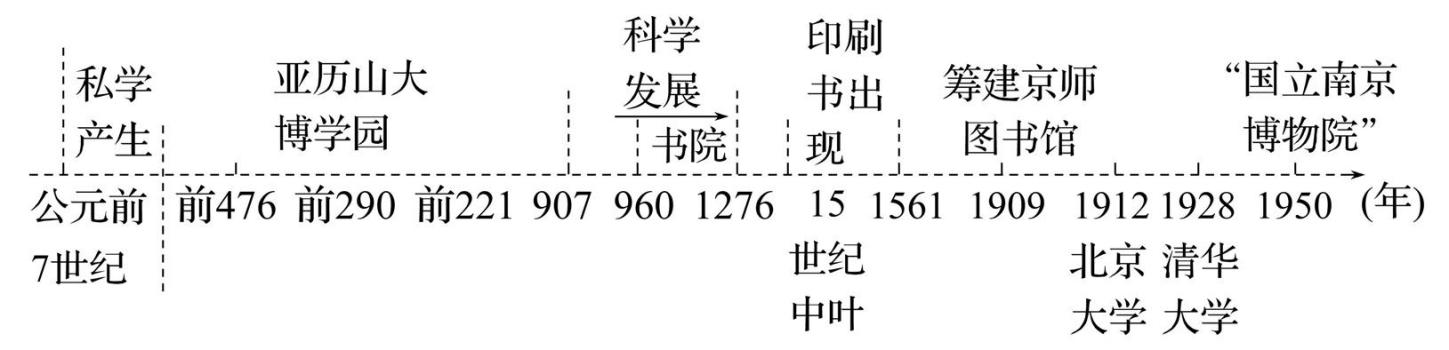 私学
产生
亚历山大
博学园
科学
发展
书院
印刷
书出
现
筹建京师
图书馆
“国立南京
博物院”
公元前
7世纪
前476
前290
前221
907
960
1276
15
世纪
中叶
1561
1909
1912
北京
大学
1928
清华
大学
1950
(年)